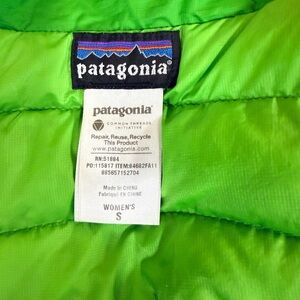 patagonia®
patagonia®
COMMON THREADS
INITIATIVE
Repair, Reuse, Recycle
This Product
www.patagonia.com
RN:51884
PO:115817 ITEM:84682FA11
885657152704
Made in CHINA
Fabriqué EN CHINE
WOMEN'S
S